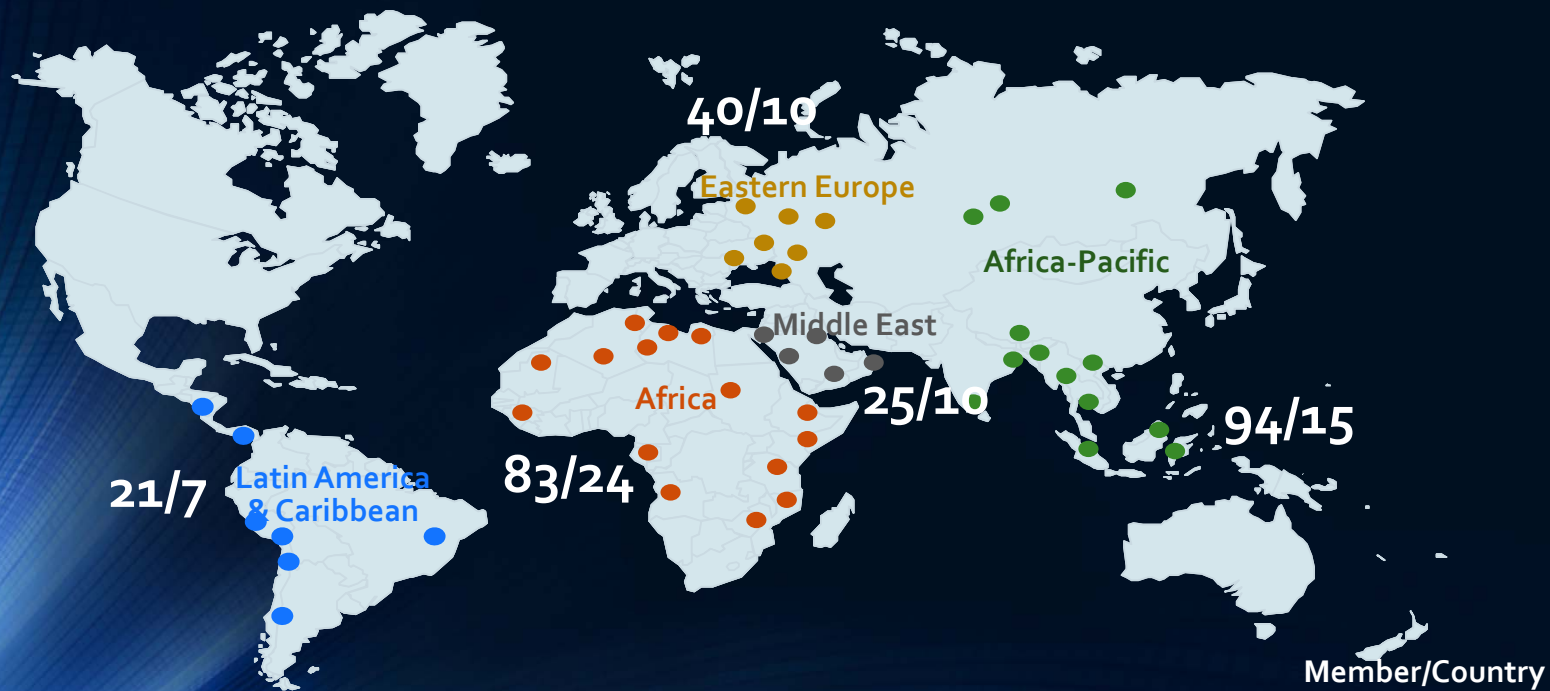 40/10
Eastern Europe
Africa-Pacific
Middle East
25/10
Africa
94/15
83/24
Latin America
& Caribbean
21/7
Member/Country